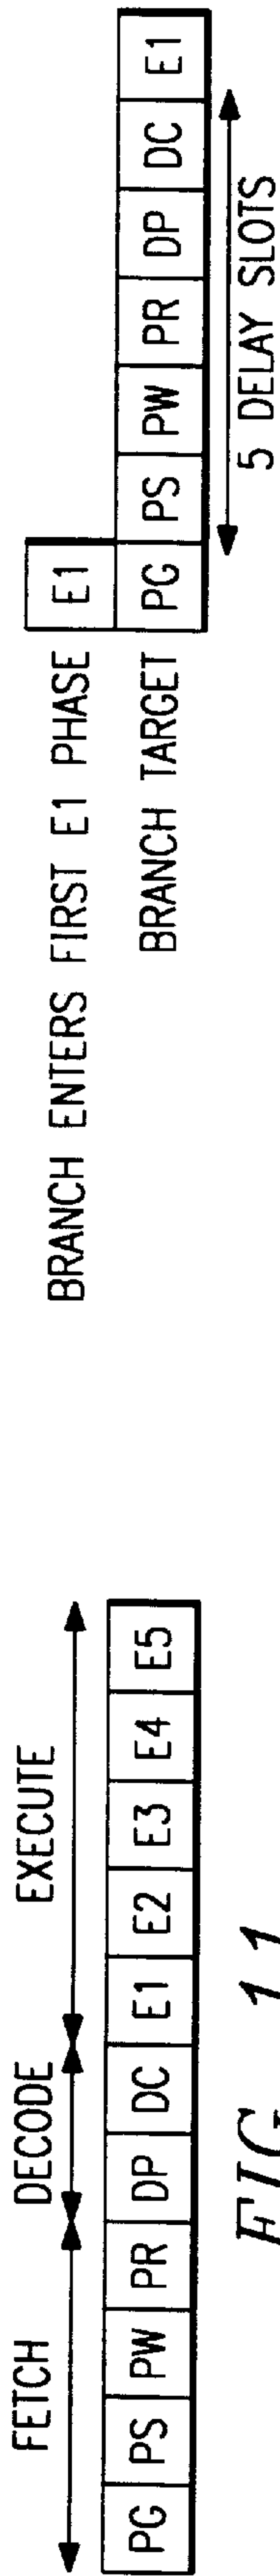 FETCH DECODE EXECUTE
PG PS PW PR DP DC E1 E2 E3 E4 E5
FIG. 11
BRANCH ENTERS FIRST E1 PHASE E1
BRANCH TARGET PG PS PW PR DP DC E1
5 DELAY SLOTS